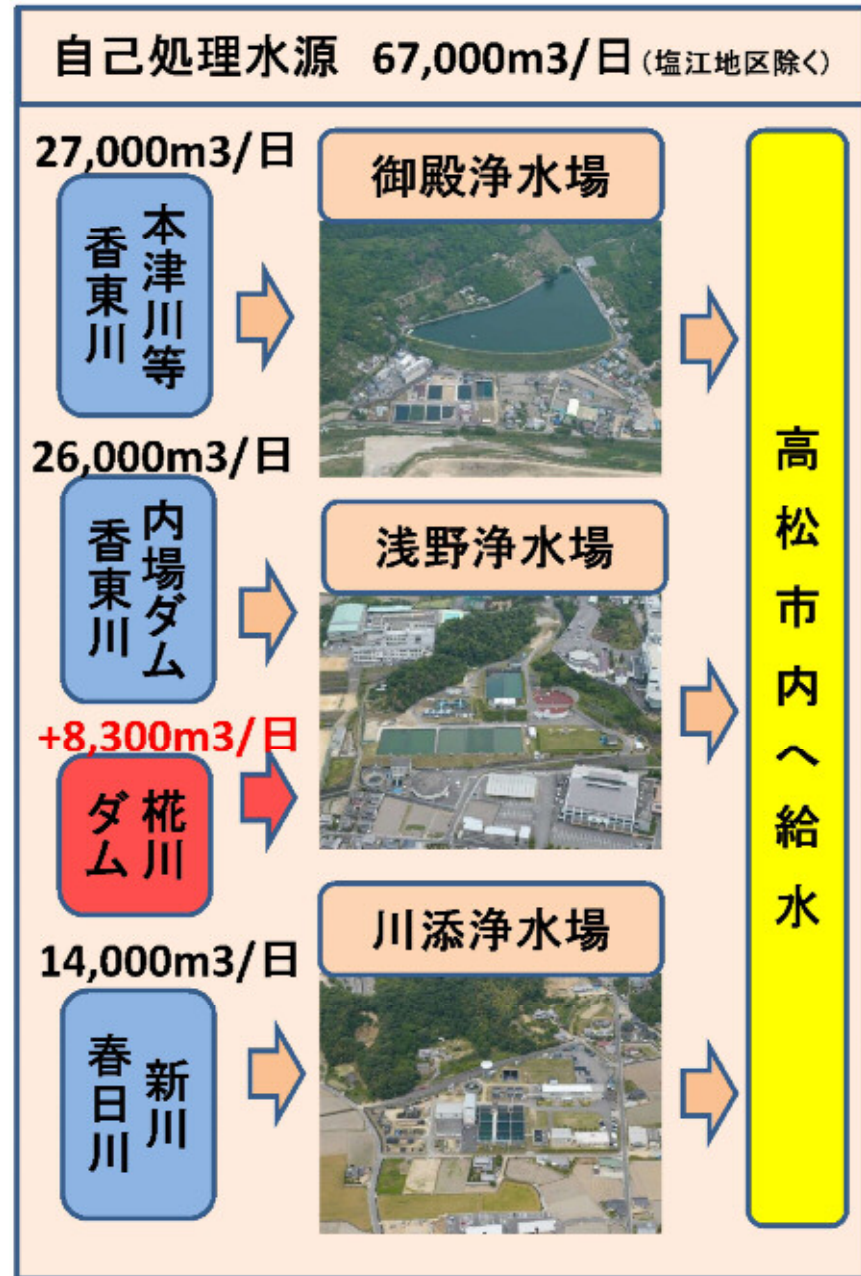 自己処理水源 67,000m3/日(塩江地区除く)
27,000m3/日
本津川等
香東川
御殿浄水場
26,000m3/日
内場ダム
香東川
浅野浄水場
+8,300m3/日
椛川
ダム
14,000m3/日
新川
春日川
川添浄水場
高松市内へ給水